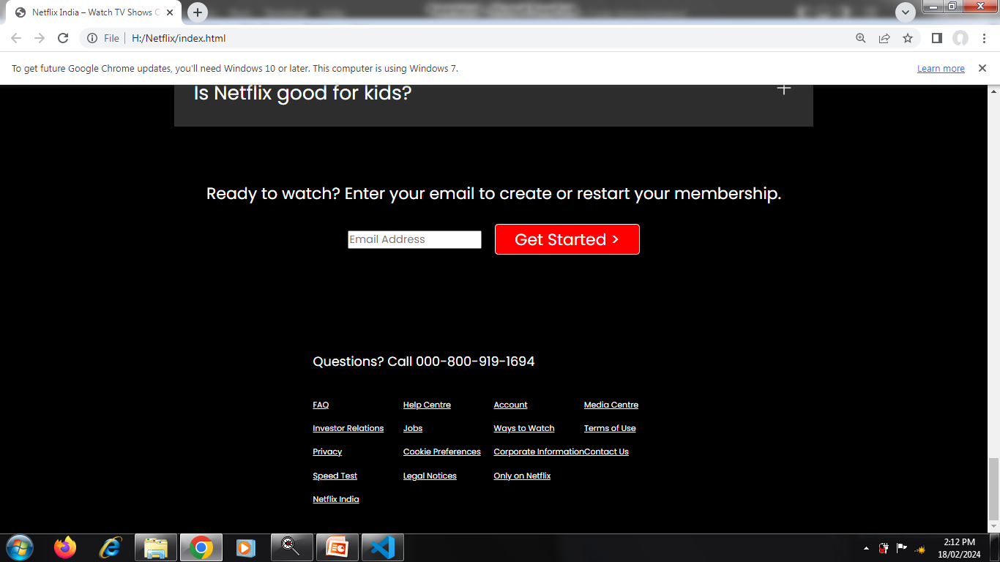 Netflix India – Watch TV Shows O
File H:/Netflix/index.html
To get future Google Chrome updates, you'll need Windows 10 or later. This computer is using Windows 7. Learn more
Is Netflix good for kids?
Ready to watch? Enter your email to create or restart your membership.
Email Address Get Started >
Questions? Call 000-800-919-1694
FAQ Help Centre Account Media Centre
Investor Relations Jobs Ways to Watch Terms of Use
Privacy Cookie Preferences Corporate Information Contact Us
Speed Test Legal Notices Only on Netflix
Netflix India
2:12 PM
18/02/2024